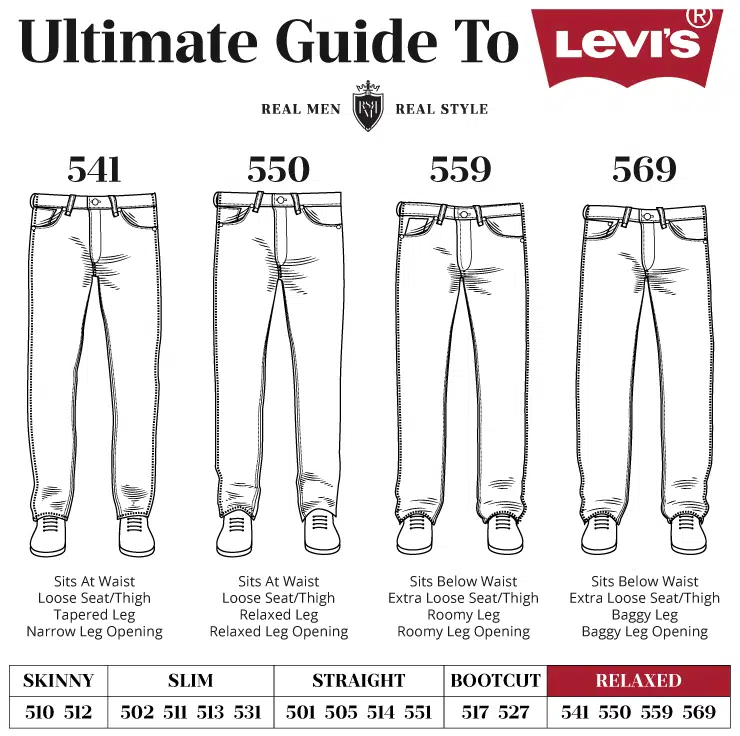 Ultimate Guide To LEVI'S®
REAL MEN REAL STYLE
541 550 559 569
Sits At Waist
Loose Seat/Thigh
Tapered Leg
Narrow Leg Opening
Sits At Waist
Loose Seat/Thigh
Relaxed Leg
Relaxed Leg Opening
Sits Below Waist
Extra Loose Seat/Thigh
Roomy Leg
Roomy Leg Opening
Sits Below Waist
Extra Loose Seat/Thigh
Baggy Leg
Baggy Leg Opening
SKINNY SLIM STRAIGHT BOOTCUT RELAXED
510 512 502 511 513 531 501 505 514 551 517 527 541 550 559 569